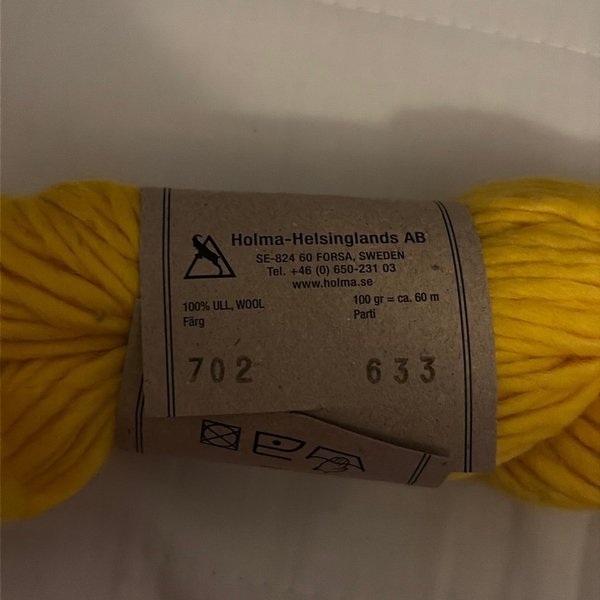 Holma-Helsinglands AB
SE-824 60 FORSA, SWEDEN
Tel. +46 (0) 650-231 03
www.holma.se
100% ULL, WOOL 100 gr = ca. 60 m
Färg Parti
702 633